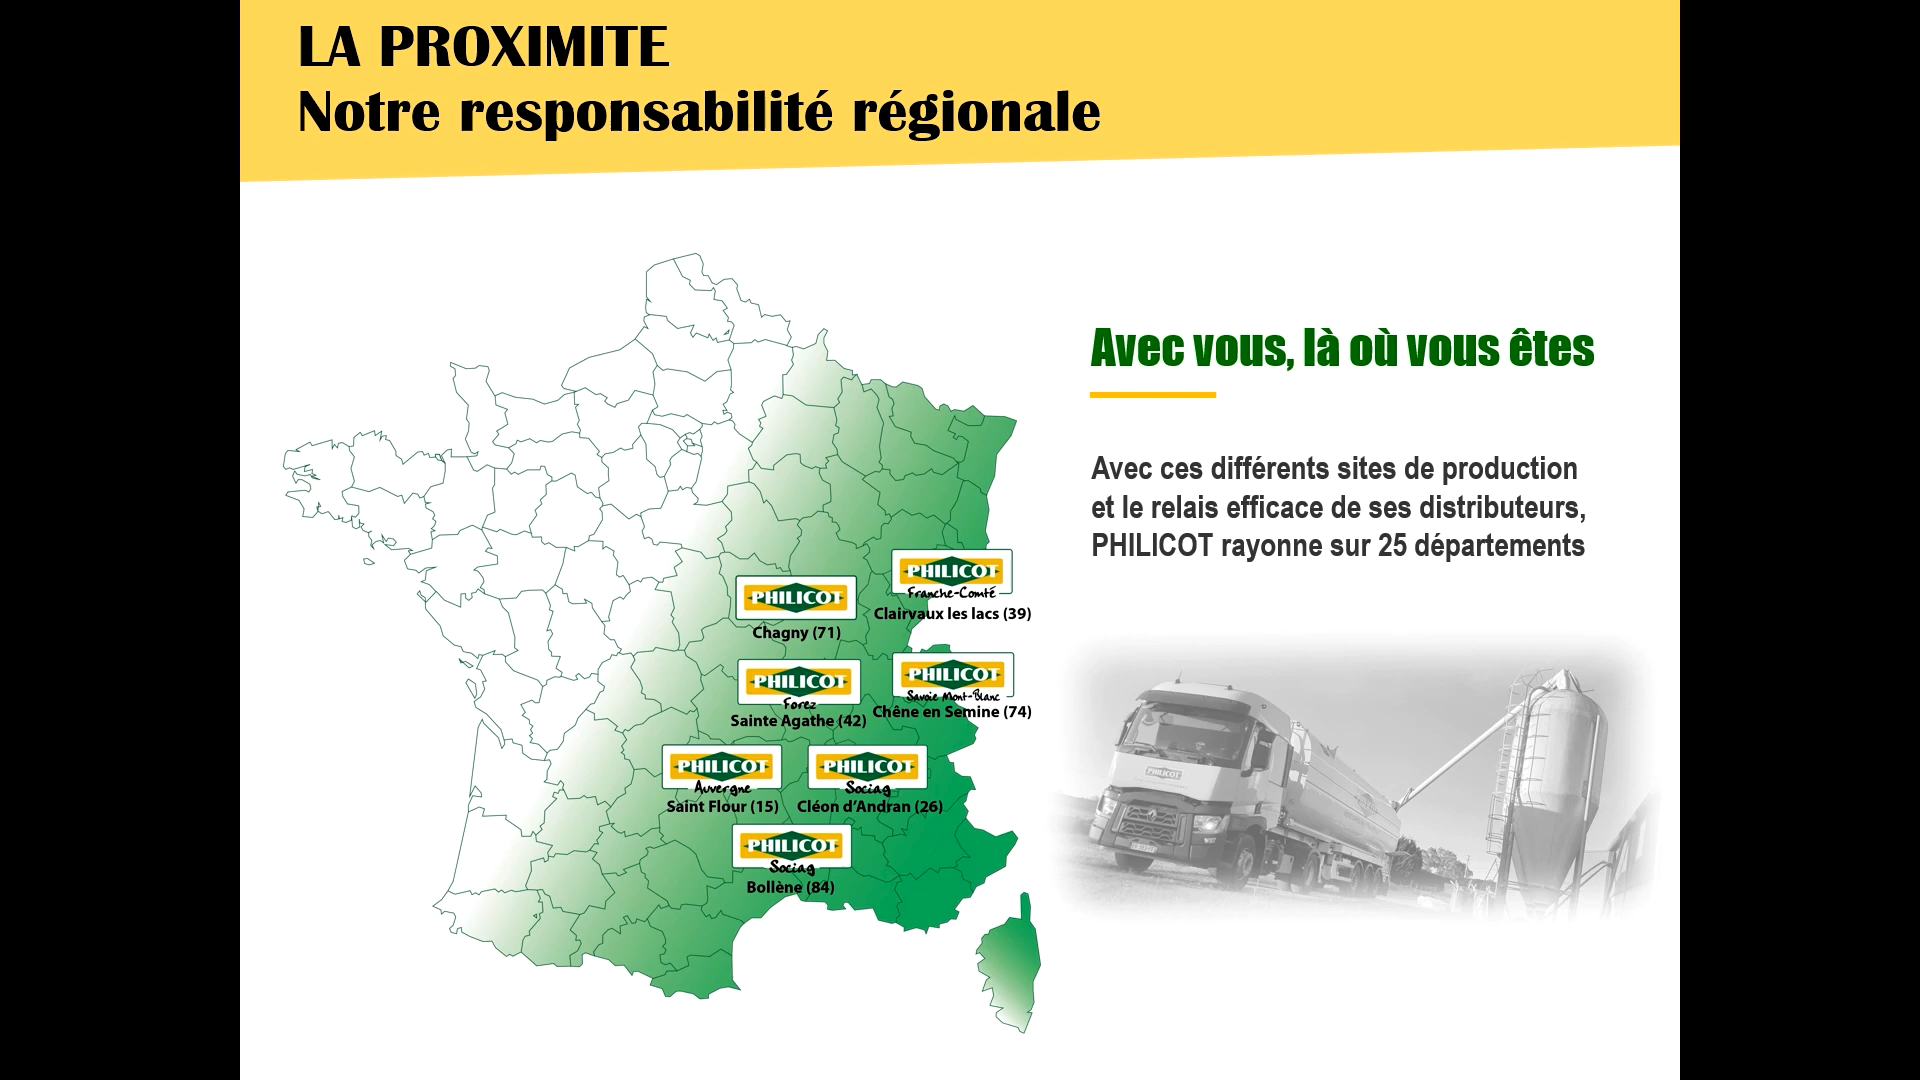 LA PROXIMITE
Notre responsabilité régionale
Avec vous, là où vous êtes
Avec ces différents sites de production
et le relais efficace de ses distributeurs,
PHILICOT rayonne sur 25 départements
PHILICOT
Franche-Comté
Clairvaux les lacs (39)
PHILICOT
Chagny (71)
PHILICOT
Savoie Mont-Blanc
Chêne en Semine (74)
PHILICOT
Forez
Sainte Agathe (42)
PHILICOT
Auvergne
Saint Flour (15)
PHILICOT
Sociag
Cléon d'Andran (26)
PHILICOT
Sociag
Bollène (84)
PHILICOT